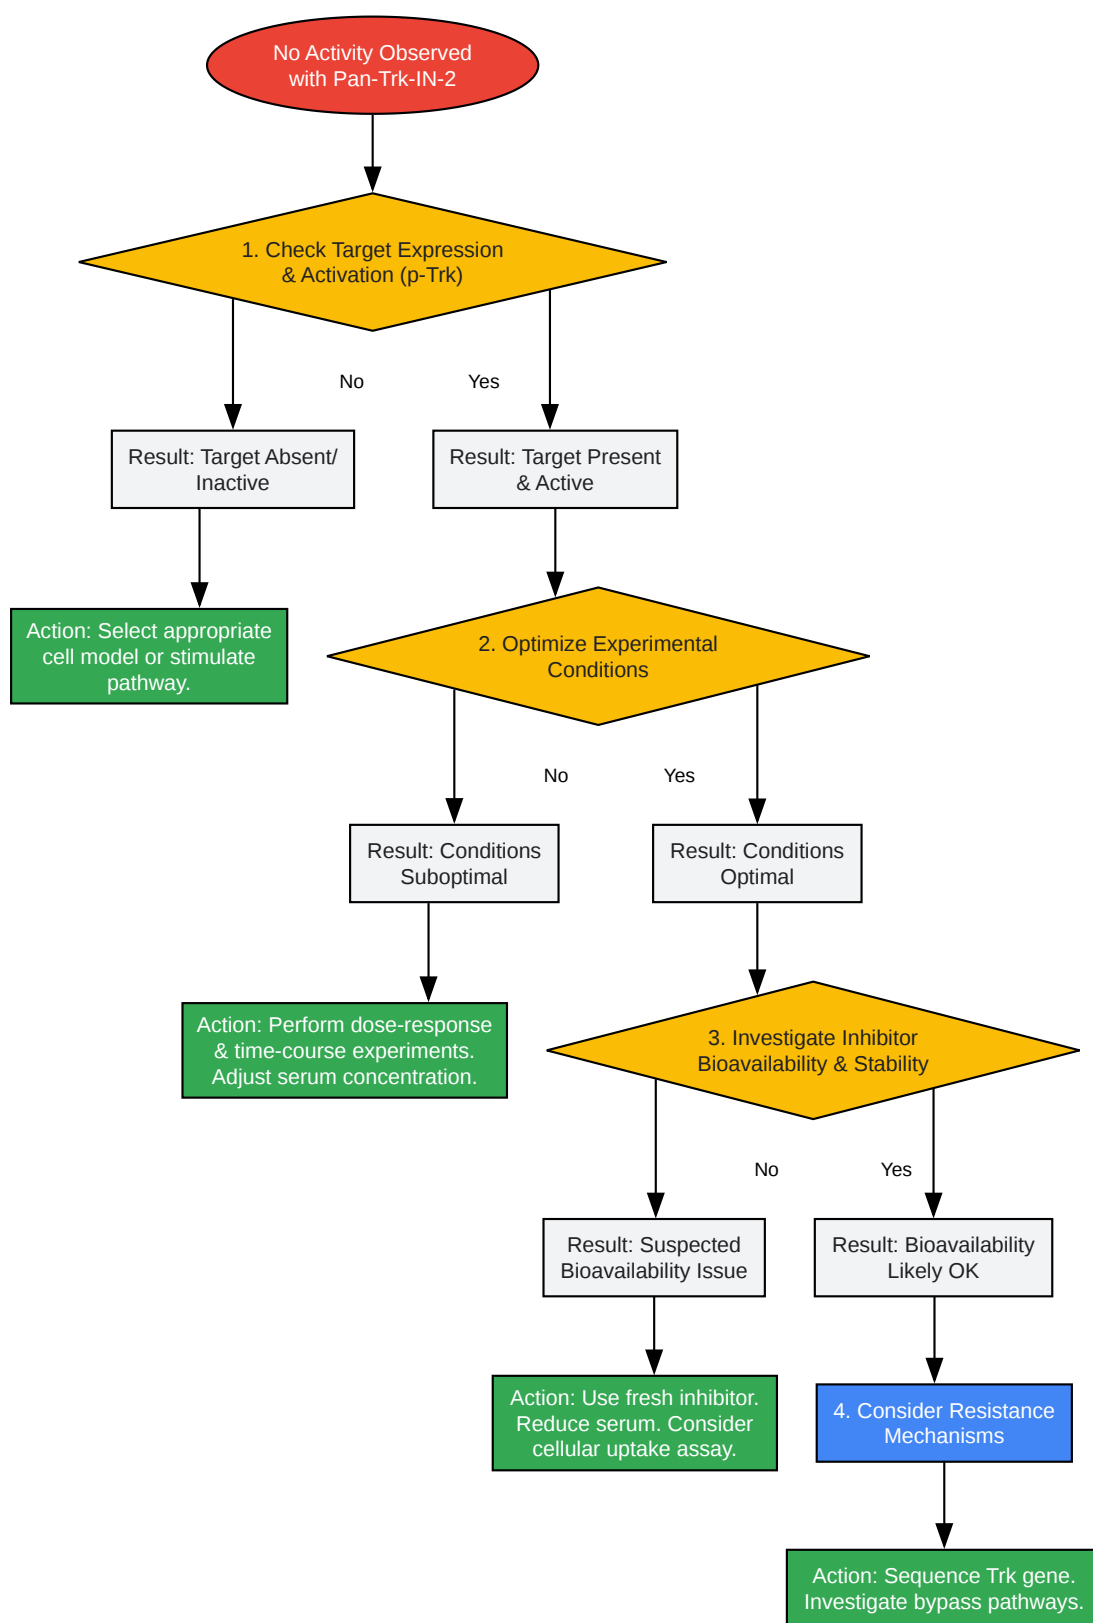 No Activity Observed
with Pan-Trk-IN-2
1. Check Target Expression
& Activation (p-Trk)
No
Yes
Result: Target Absent/
Inactive
Result: Target Present
& Active
Action: Select appropriate
cell model or stimulate
pathway.
2. Optimize Experimental
Conditions
No
Yes
Result: Conditions
Suboptimal
Result: Conditions
Optimal
Action: Perform dose-response
& time-course experiments.
Adjust serum concentration.
3. Investigate Inhibitor
Bioavailability & Stability
No
Yes
Result: Suspected
Bioavailability Issue
Result: Bioavailability
Likely OK
Action: Use fresh inhibitor.
Reduce serum. Consider
cellular uptake assay.
4. Consider Resistance
Mechanisms
Action: Sequence Trk gene.
Investigate bypass pathways.